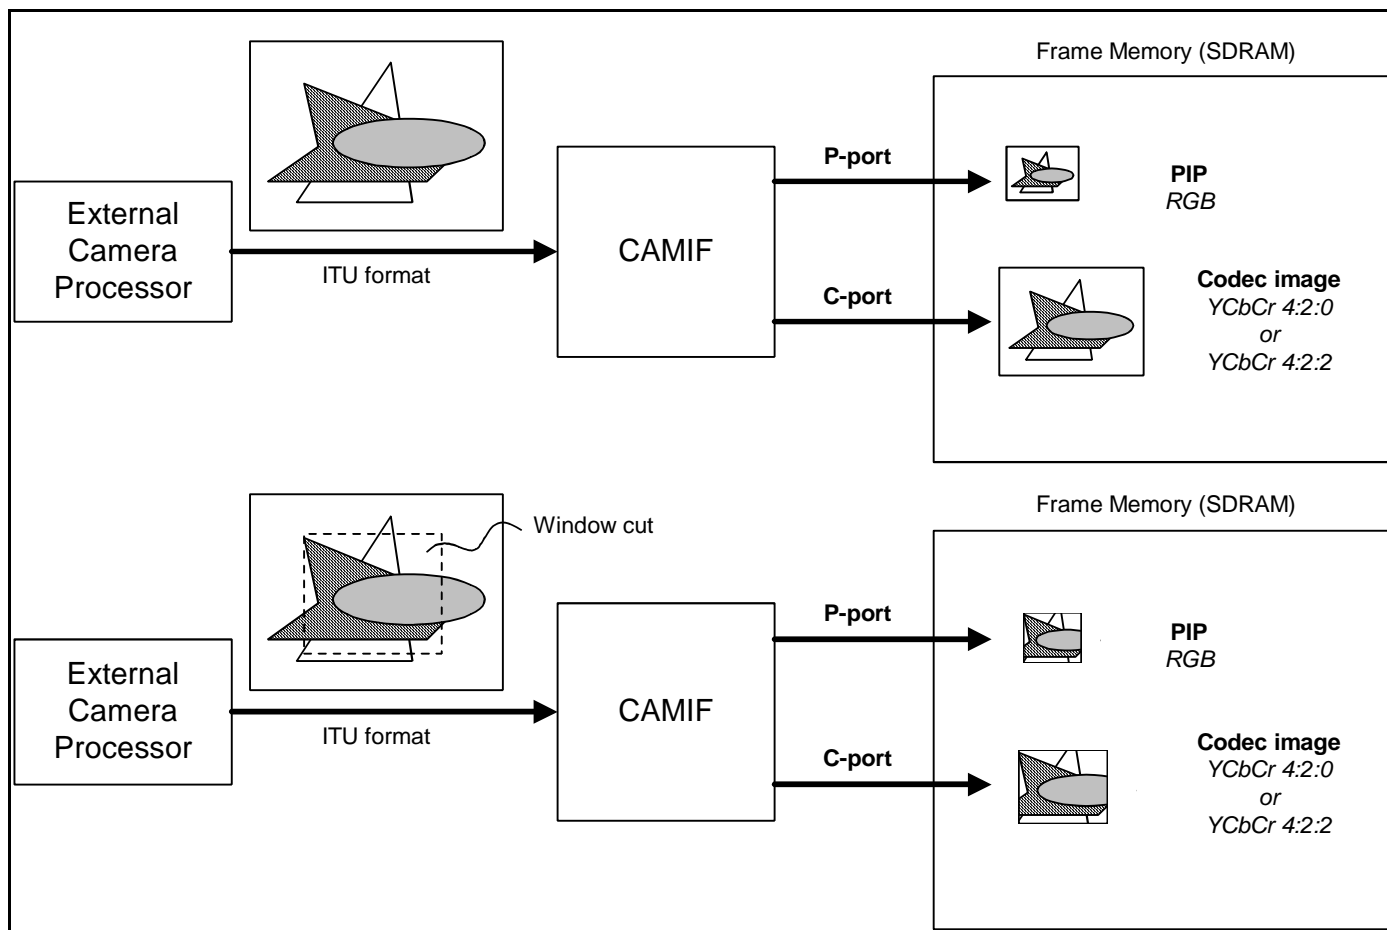 Frame Memory (SDRAM)
External
Camera
Processor
ITU format
CAMIF
P-port
C-port
PIP
RGB
Codec image
YCbCr 4:2:0
or
YCbCr 4:2:2
Frame Memory (SDRAM)
Window cut
External
Camera
Processor
ITU format
CAMIF
P-port
C-port
PIP
RGB
Codec image
YCbCr 4:2:0
or
YCbCr 4:2:2